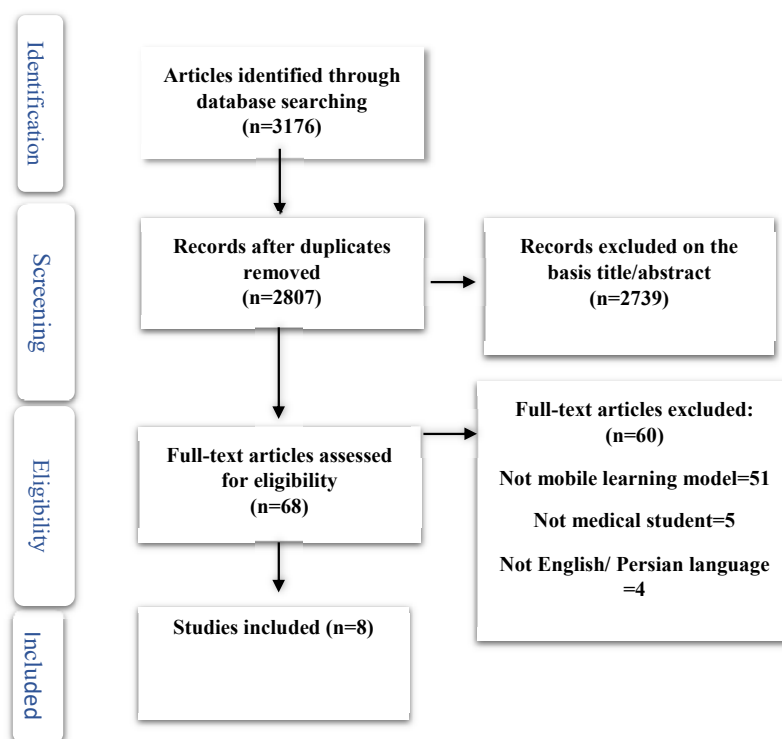 Identification
Articles identified through
database searching
(n=3176)
Screening
Records after duplicates
removed
(n=2807)
Records excluded on the
basis title/abstract
(n=2739)
Eligibility
Full-text articles assessed
for eligibility
(n=68)
Full-text articles excluded:
(n=60)
Not mobile learning model=51
Not medical student=5
Not English/ Persian language
=4
Included
Studies included (n=8)